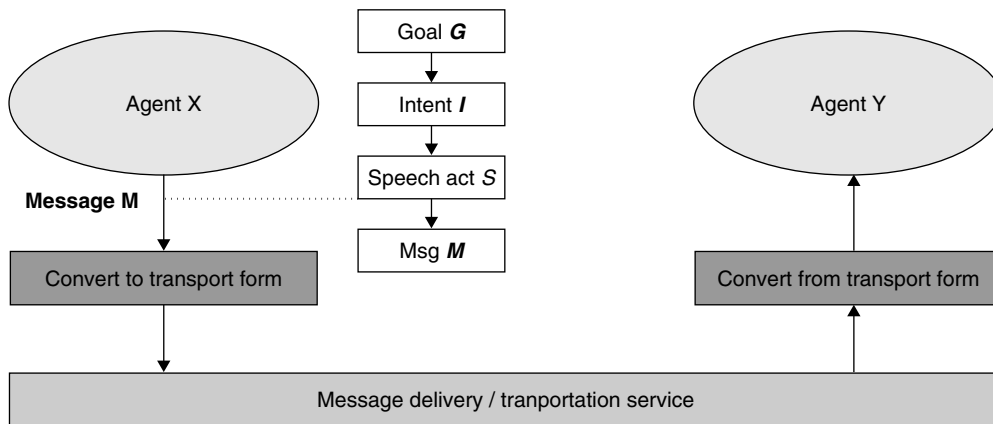 Goal G
Agent X
Intent I
Agent Y
Speech act S
Message M
Msg M
Convert to transport form
Convert from transport form
Message delivery / tranportation service